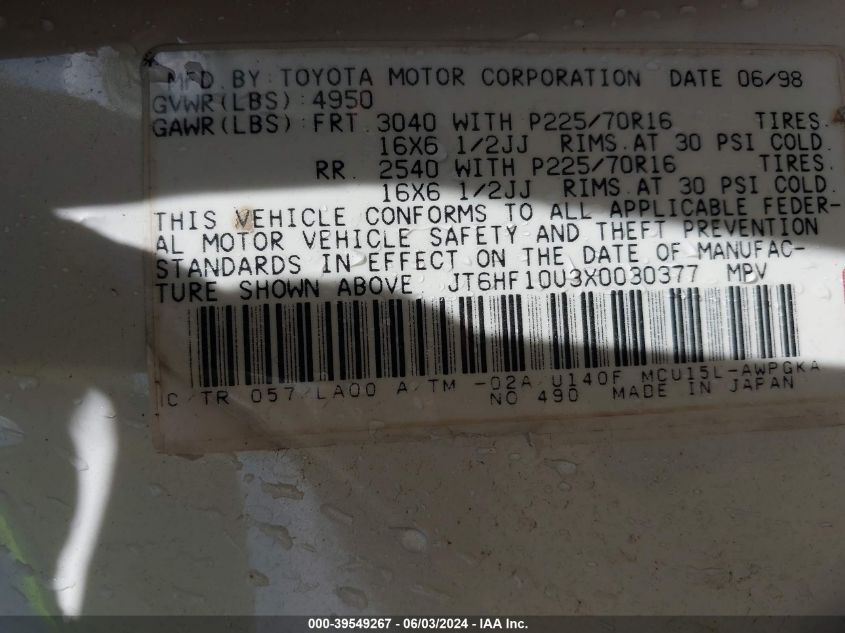 MFD. BY: TOYOTA MOTOR CORPORATION DATE 06/98
GVWR(LBS): 4950
GAWR(LBS): FRT. 3040 WITH P225/70R16 TIRES.
16X6 1/2JJ RIMS. AT 30 PSI COLD.
RR. 2540 WITH P225/70R16 TIRES.
16X6 1/2JJ RIMS. AT 30 PSI COLD.
THIS VEHICLE CONFORMS TO ALL APPLICABLE FEDER-
AL MOTOR VEHICLE SAFETY AND THEFT PREVENTION
STANDARDS IN EFFECT ON THE DATE OF MANUFAC-
TURE SHOWN ABOVE. JT6HF10U3X0030377 MPV
C/TR 057/LA00 A/TM -02A/U140F MCU15L-AWPGKA
NO 490 MADE IN JAPAN
000-39549267 - 06/03/2024 - IAA Inc.